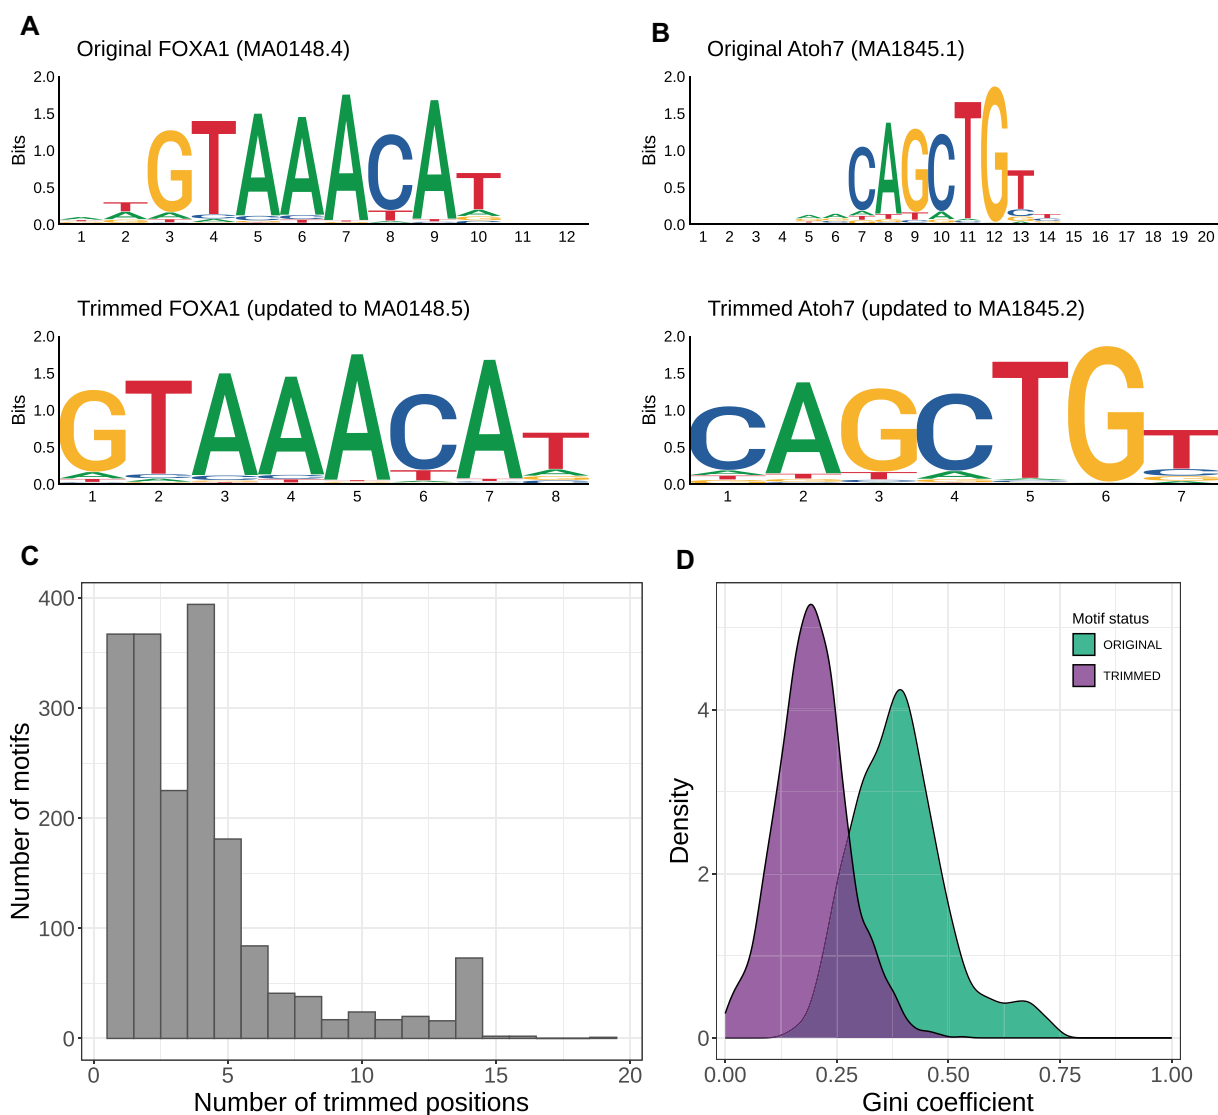 A
Original FOXA1 (MA0148.4)
2.0
1.5
1.0
0.5
0.0
Bits
GTAAACAT
1 2 3 4 5 6 7 8 9 10 11 12
B
Original Atoh7 (MA1845.1)
2.0
1.5
1.0
0.5
0.0
Bits
CAGCTGT
1 2 3 4 5 6 7 8 9 10 11 12 13 14 15 16 17 18 19 20
Trimmed FOXA1 (updated to MA0148.5)
2.0
1.5
1.0
0.5
0.0
Bits
GTAAACAT
1 2 3 4 5 6 7 8
Trimmed Atoh7 (updated to MA1845.2)
2.0
1.5
1.0
0.5
0.0
Bits
CAGCTGT
1 2 3 4 5 6 7
C
400
300
200
100
0
Number of motifs
0 5 10 15 20
Number of trimmed positions
D
Motif status
ORIGINAL
TRIMMED
4
2
0
Density
0.00 0.25 0.50 0.75 1.00
Gini coefficient